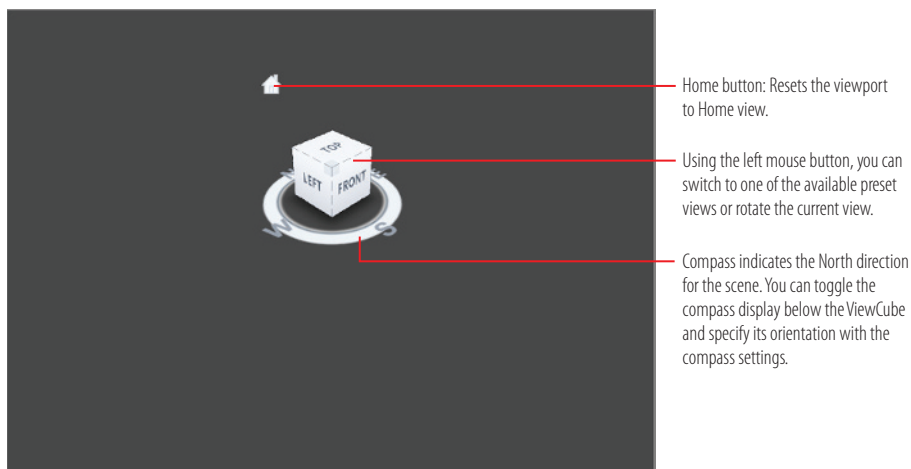 Home button: Resets the viewport
to Home view.
TOP
LEFT
FRONT
W
S
Using the left mouse button, you can
switch to one of the available preset
views or rotate the current view.
Compass indicates the North direction
for the scene. You can toggle the
compass display below the ViewCube
and specify its orientation with the
compass settings.